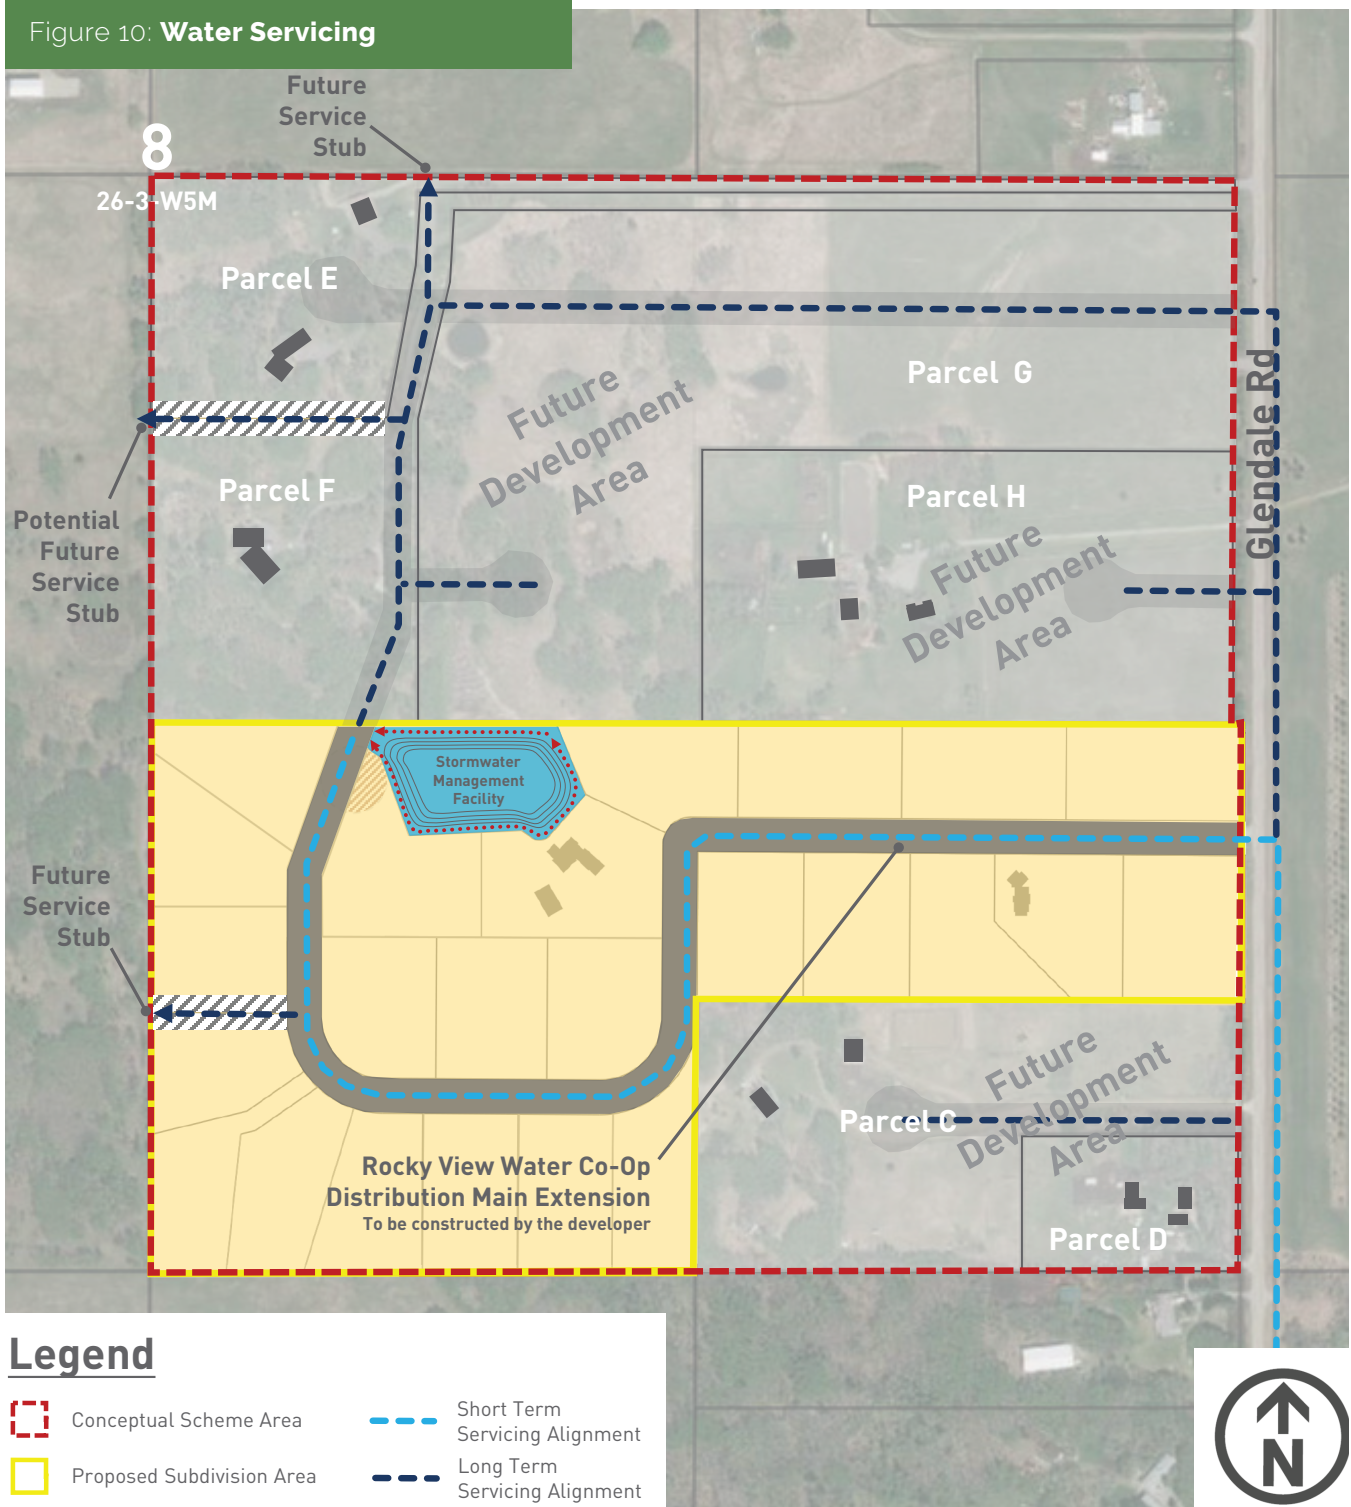 Figure 10: Water Servicing
Future
Service
Stub
8
26-3-W5M
Parcel E
Parcel G
Glendale Rd
Future
Development
Area
Parcel F
Parcel H
Potential
Future
Service
Stub
Future
Development
Area
Stormwater
Management
Facility
Future
Service
Stub
Future
Development
Area
Parcel C
Rocky View Water Co-Op
Distribution Main Extension
To be constructed by the developer
Parcel D
Legend
Conceptual Scheme Area
Short Term
Servicing Alignment
Proposed Subdivision Area
Long Term
Servicing Alignment
N